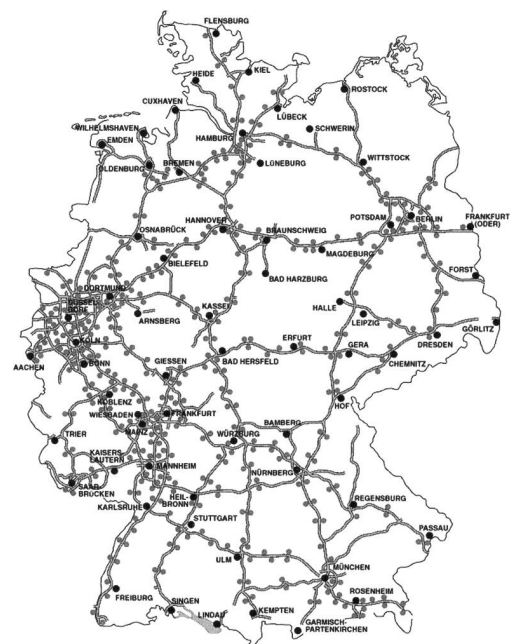 FLENSBURG
KIEL
HEIDE
ROSTOCK
CUXHAVEN
LÜBECK
WILHELMSHAVEN
EMDEN
HAMBURG
SCHWERIN
OLDENBURG
BREMEN
LÜNEBURG
WITTSTOCK
OSNABRÜCK
HANNOVER
BRAUNSCHWEIG
POTSDAM
BERLIN
FRANKFURT
(ODER)
MAGDEBURG
BIELEFELD
BAD HARZBURG
FORST
DORTMUND
DÜSSEL-
DORF
ARNSBERG
KASSEL
HALLE
LEIPZIG
GÖRLITZ
KÖLN
AACHEN
BONN
GIESSEN
BAD HERSFELD
ERFURT
GERA
DRESDEN
CHEMNITZ
KOBLENZ
WIESBADEN
FRANKFURT
MAINZ
HOF
TRIER
WÜRZBURG
BAMBERG
KAISERS-
LAUTERN
MANNHEIM
NÜRNBERG
SAAR-
BRÜCKEN
KARLSRUHE
HEIL-
BRONN
REGENSBURG
STUTTGART
PASSAU
ULM
MÜNCHEN
FREIBURG
SINGEN
LINDAU
KEMPTEN
ROSENHEIM
GARMISCH-
PARTENKIRCHEN